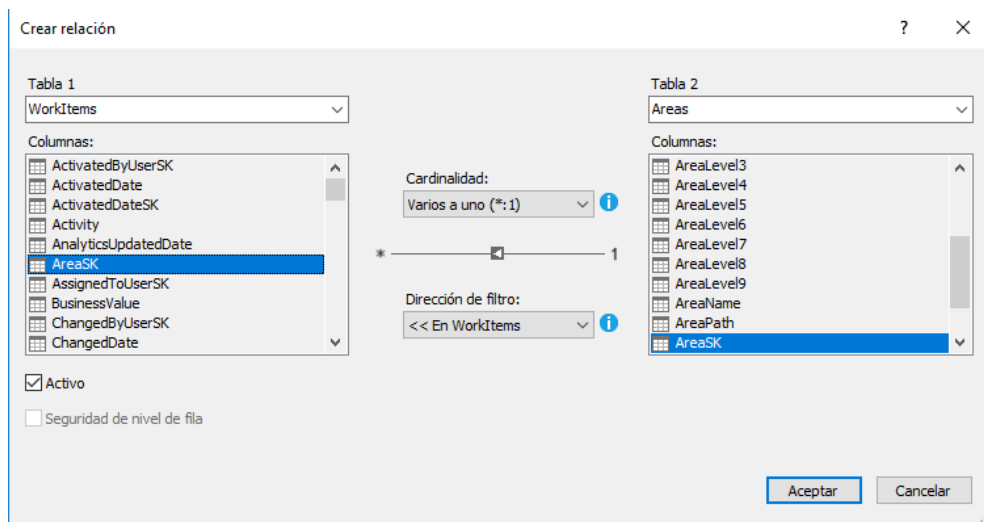 Crear relación
?
Tabla 1
WorkItems
Columnas:
ActivatedByUserSK
ActivatedDate
ActivatedDateSK
Activity
AnalyticsUpdatedDate
AreaSK
AssignedToUserSK
BusinessValue
ChangedByUserSK
ChangedDate
Activo
Seguridad de nivel de fila
Cardinalidad:
Varios a uno (*:1)
i
* 1
Dirección de filtro:
<< En WorkItems
i
Tabla 2
Areas
Columnas:
AreaLevel3
AreaLevel4
AreaLevel5
AreaLevel6
AreaLevel7
AreaLevel8
AreaLevel9
AreaName
AreaPath
AreaSK
Aceptar Cancelar